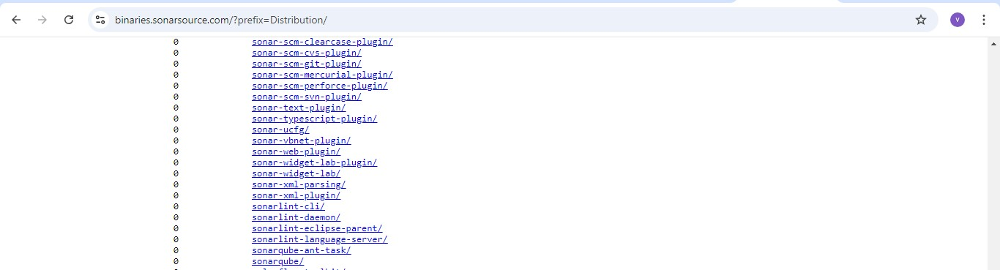 binaries.sonarsource.com/?prefix=Distribution/
V
0 sonar-scm-clearcase-plugin/
0 sonar-scm-cvs-plugin/
0 sonar-scm-git-plugin/
0 sonar-scm-mercurial-plugin/
0 sonar-scm-perforce-plugin/
0 sonar-scm-svn-plugin/
0 sonar-text-plugin/
0 sonar-typescript-plugin/
0 sonar-ucfg/
0 sonar-vbnet-plugin/
0 sonar-web-plugin/
0 sonar-widget-lab-plugin/
0 sonar-widget-lab/
0 sonar-xml-parsing/
0 sonar-xml-plugin/
0 sonarlint-cli/
0 sonarlint-daemon/
0 sonarlint-eclipse-parent/
0 sonarlint-language-server/
0 sonarqube-ant-task/
0 sonarqube/